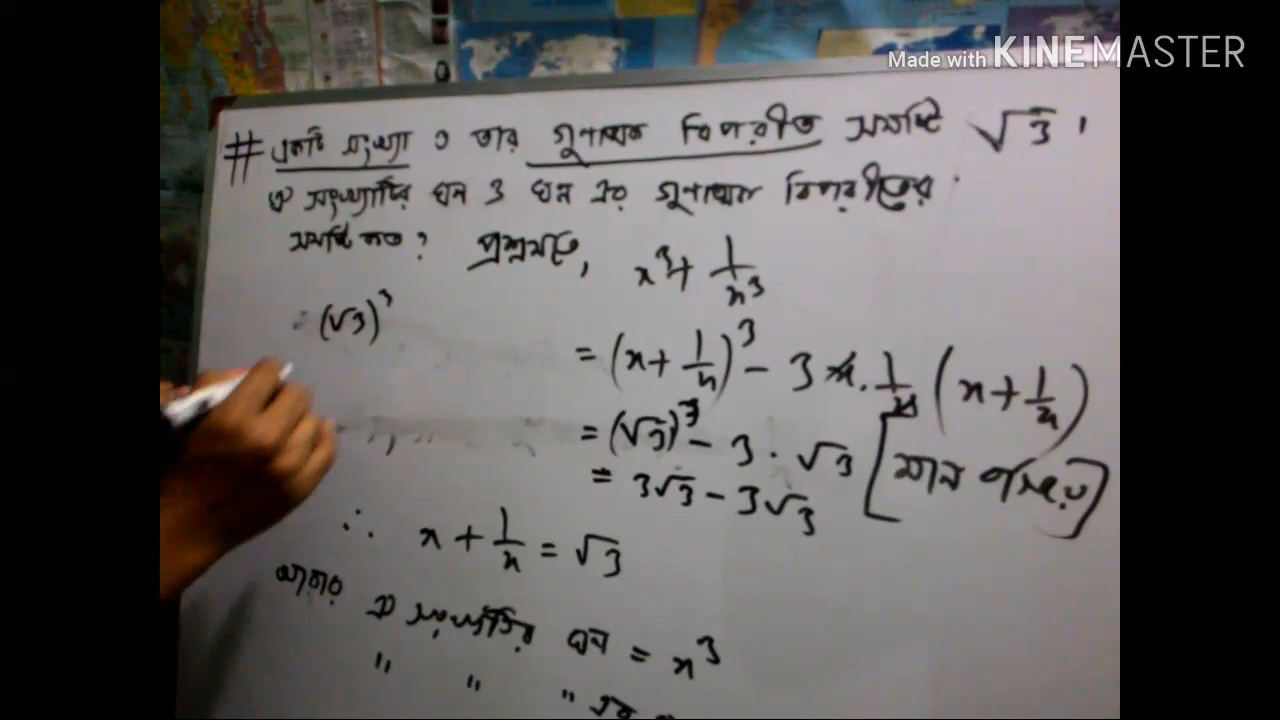 Made with KINEMASTER
# একটি সংখ্যা ও তার গুণাত্মক বিপরীত সমষ্টি √3 ।
ঐ সংখ্যাটির ঘন ও ঘন এর গুণাত্মক বিপরীতের
সমষ্টি কত ? প্রশ্নমতে, x³ + 1/x³
(√3)³
= (x + 1/x)³ - 3 x . 1/x (x + 1/x)
= (√3)³ - 3 . √3 [মান
= 3√3 - 3√3
∴ x + 1/x = √3
আবার ঐ সংখ্যাটির ঘন = x³
" " " এর